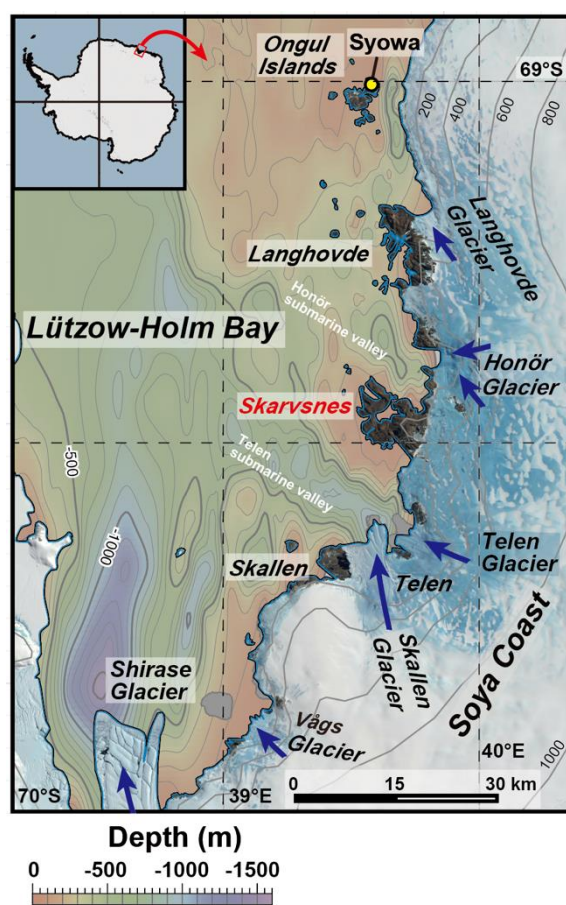 Ongul
Islands
Syowa
69°S
200
400
600
800
Langhovde
Glacier
Langhovde
Honör
submarine valley
Lützow-Holm Bay
Honör
Glacier
Skarvsnes
-500
Telen
submarine valley
-1000
Telen
Glacier
Skallen
Telen
Skallen
Glacier
Soya Coast
Shirase
Glacier
Vågs
Glacier
40°E
1000
0 15 30 km
70°S
39°E
Depth (m)
0 -500 -1000 -1500